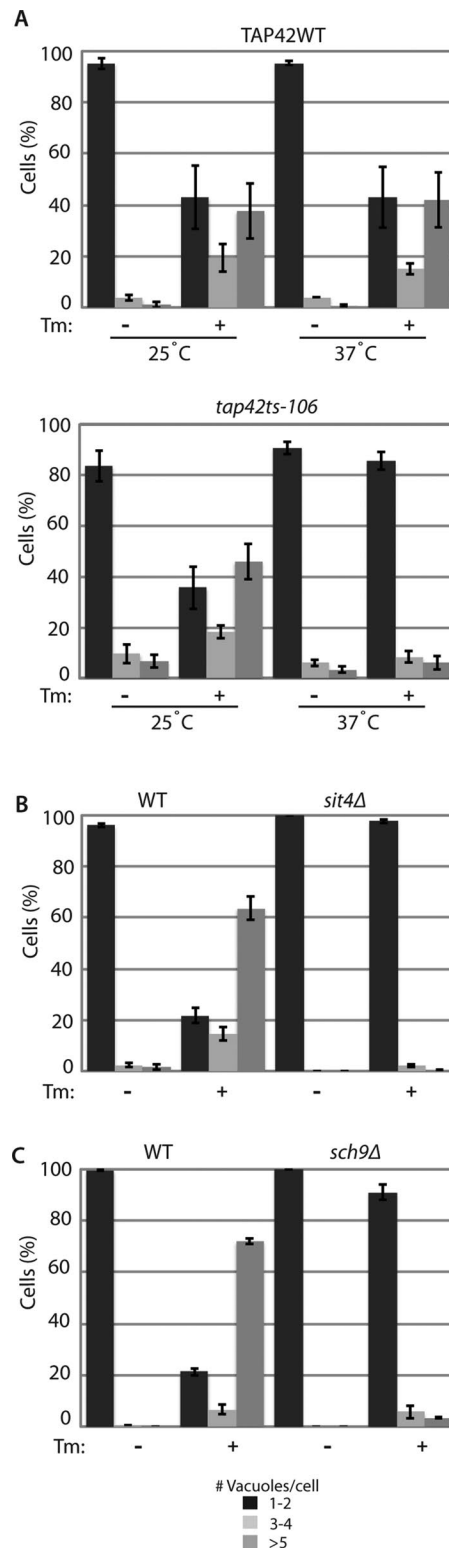 A
TAP42WT
Cells (%)
100
80
60
40
20
0
Tm: - + - +
25˚C 37˚C
tap42ts-106
Cells (%)
100
80
60
40
20
0
Tm: - + - +
25˚C 37˚C
B
WT sit4Δ
Cells (%)
100
80
60
40
20
0
Tm: - + - +
C
WT sch9Δ
Cells (%)
100
80
60
40
20
0
Tm: - + - +
# Vacuoles/cell
1-2
3-4
>5